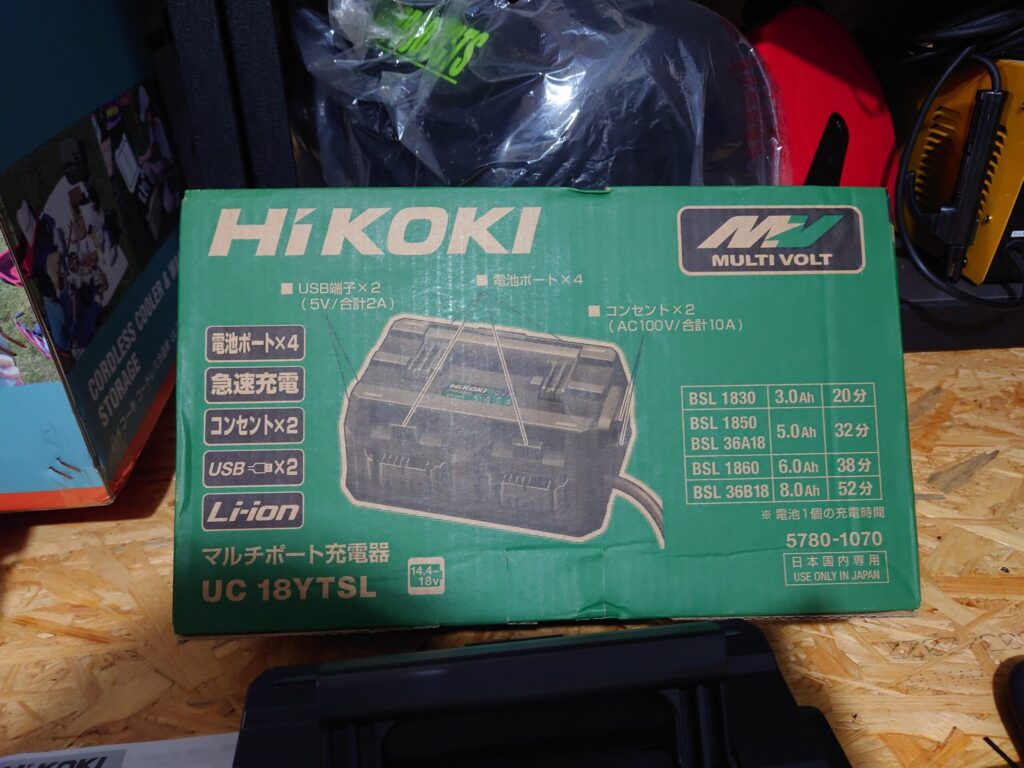 HiKOKI
MV
MULTI VOLT
■ USB端子×2
(5V/合計2A)
■ 電池ポート×4
■ コンセント×2
(AC100V/合計10A)
電池ポート×4
急速充電
コンセント×2
USB ×2
Li-ion
HiKOKI
BSL 1830 3.0Ah 20分
BSL 1850
BSL 36A18 5.0Ah 32分
BSL 1860 6.0Ah 38分
BSL 36B18 8.0Ah 52分
※電池1個の充電時間
マルチポート充電器
UC 18YTSL
14.4~
18v
5780-1070
日本国内専用
USE ONLY IN JAPAN
CORDLESS COOLER &
STORAGE
HiKOKI